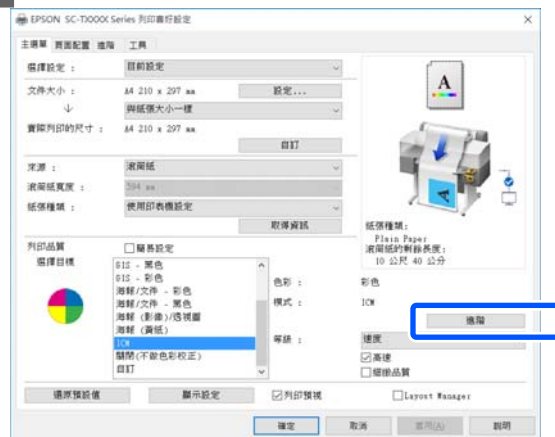 EPSON SC-TXXXX Series 列印喜好設定
主選單 頁面配置 進階 工具
選擇設定 : 目前設定
文件大小 : A4 210 x 297 mm 設定...
與紙張大小一樣
實際列印的尺寸 : A4 210 x 297 mm
自訂
來源 : 滾筒紙
滾筒紙寬度 : 594 mm
紙張種類 : 使用印表機設定
取得資訊
紙張種類:
Plain Paper
滾筒紙的剩餘長度:
10 公尺 40 公分
列印品質 簡易設定
選擇目標
GIS - 黑色
GIS - 彩色
海報/文件 - 彩色
海報/文件 - 黑色
海報 (影像)/透視圖
海報 (黃紙)
ICM
關閉(不做色彩校正)
自訂
色彩 : 彩色
模式 : ICM
進階
等級 : 速度
高速
細緻品質
還原預設值 顯示設定 列印預視 Layout Manager
確定 取消 套用(A) 說明